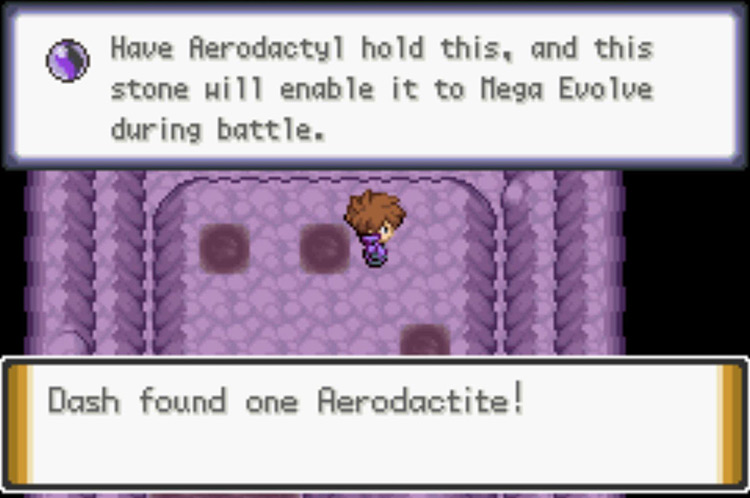 Have Aerodactyl hold this, and this
stone will enable it to Mega Evolve
during battle.
Dash found one Aerodactite!